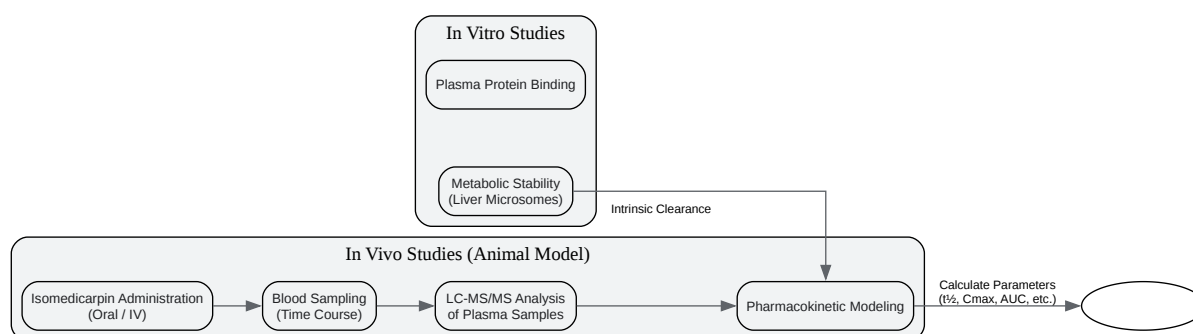 In Vitro Studies
Plasma Protein Binding
Metabolic Stability
(Liver Microsomes)
Intrinsic Clearance
In Vivo Studies (Animal Model)
Isomedicarpin Administration
(Oral / IV)
Blood Sampling
(Time Course)
LC-MS/MS Analysis
of Plasma Samples
Pharmacokinetic Modeling
Calculate Parameters
(t½, Cmax, AUC, etc.)